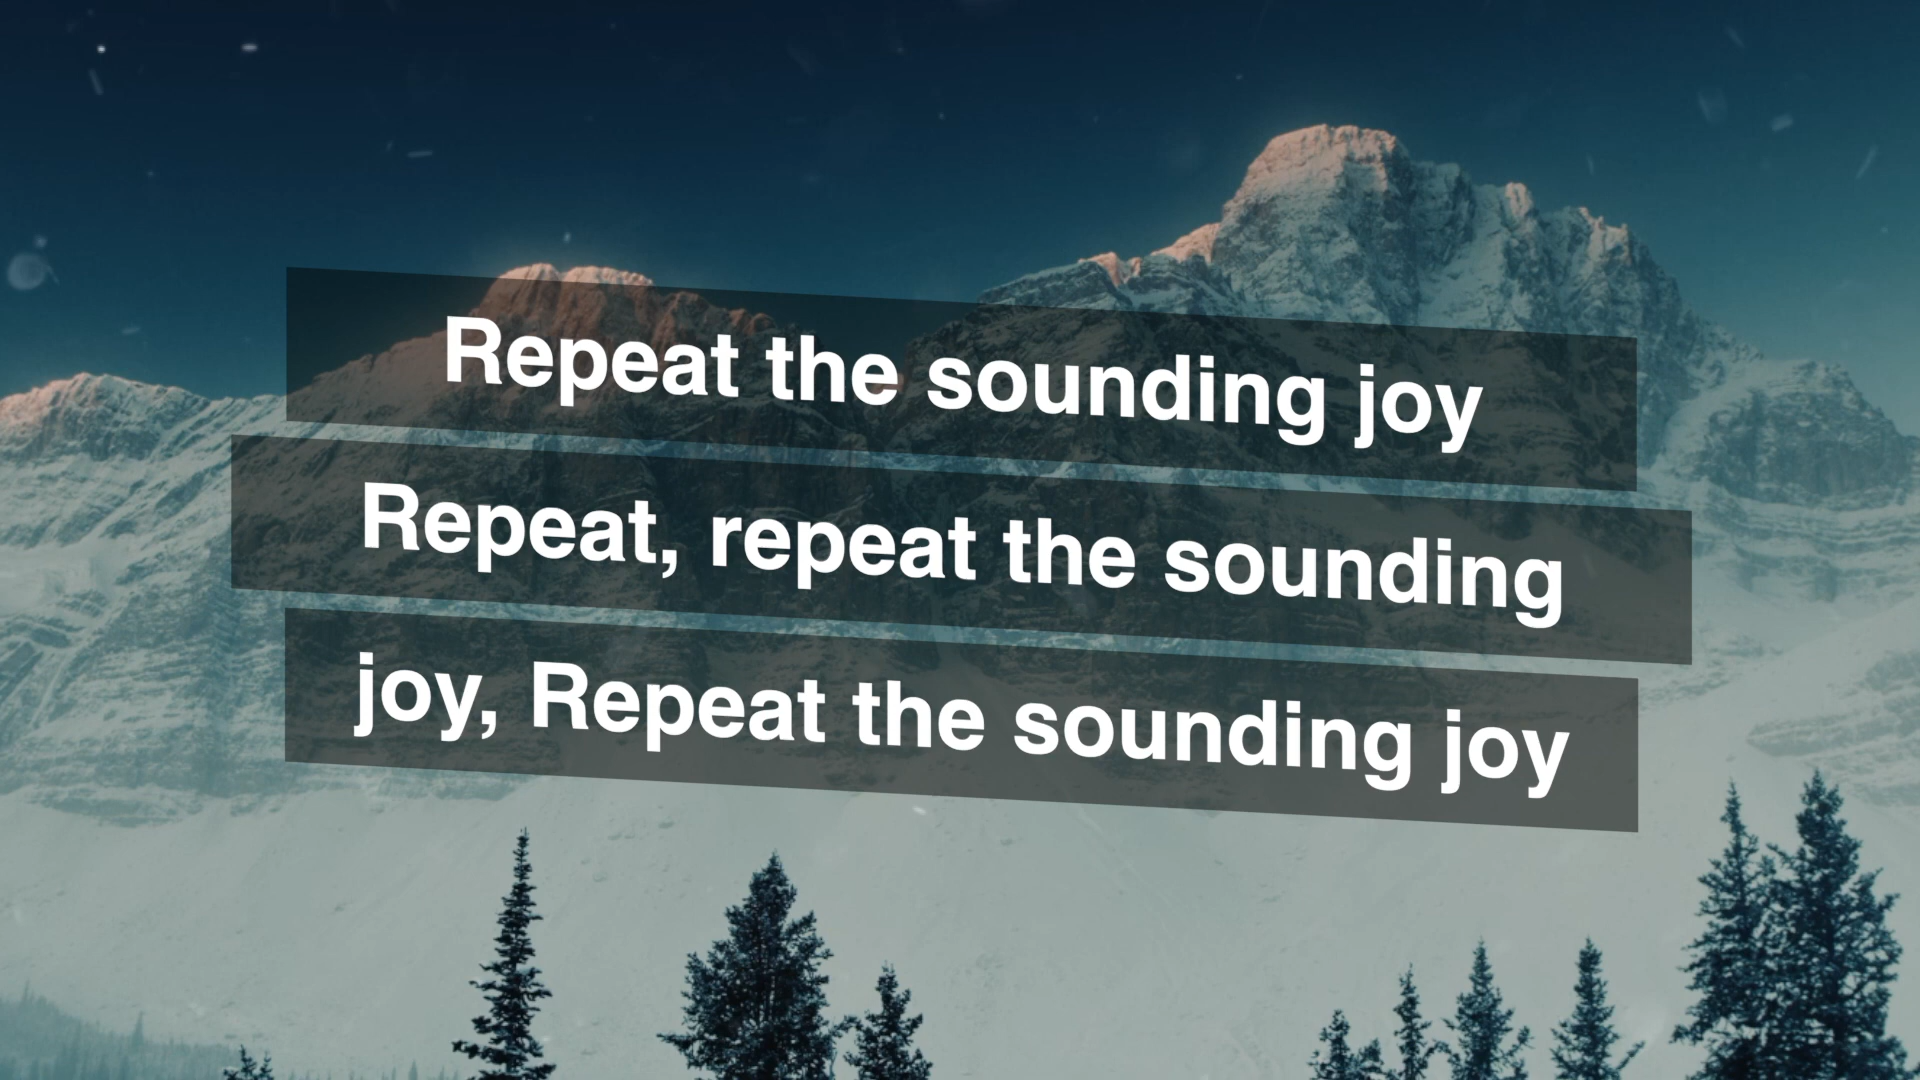 Repeat the sounding joy
Repeat, repeat the sounding
joy, Repeat the sounding joy